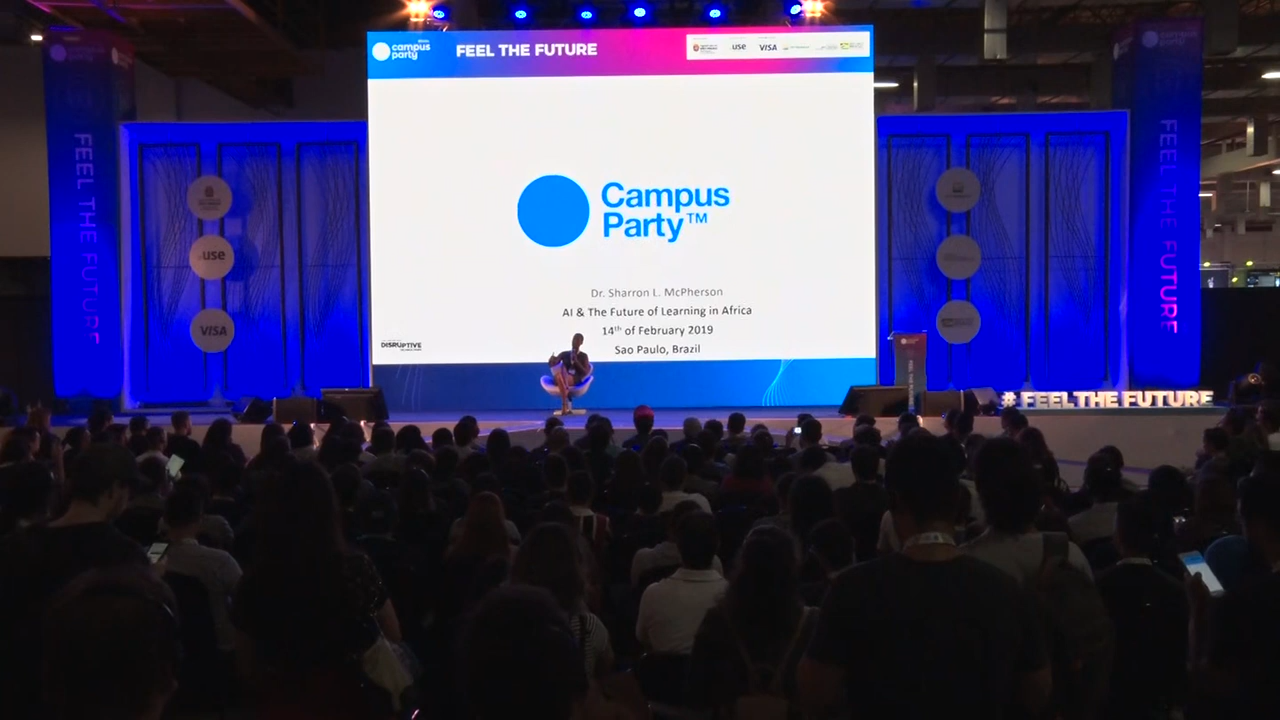 BRASIL
campus
party
FEEL THE FUTURE
use
VISA
FEEL THE FUTURE
use
VISA
Campus
Party™
Dr. Sharron L. McPherson
AI & The Future of Learning in Africa
14th of February 2019
Sao Paulo, Brazil
DISRUPTIVE
FEEL THE FUTURE
# FEEL THE FUTURE